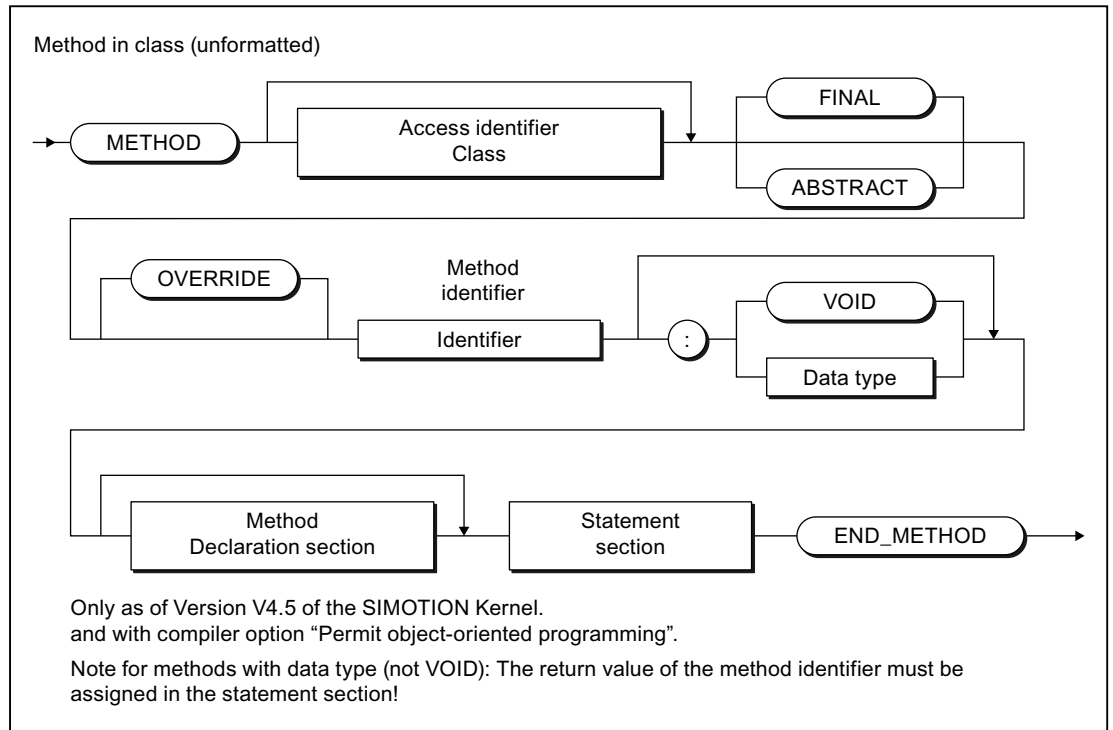 Method in class (unformatted)
METHOD
Access identifier
Class
FINAL
ABSTRACT
OVERRIDE
Method
identifier
Identifier
:
VOID
Data type
Method
Declaration section
Statement
section
END_METHOD
Only as of Version V4.5 of the SIMOTION Kernel.
and with compiler option “Permit object-oriented programming”.
Note for methods with data type (not VOID): The return value of the method identifier must be
assigned in the statement section!